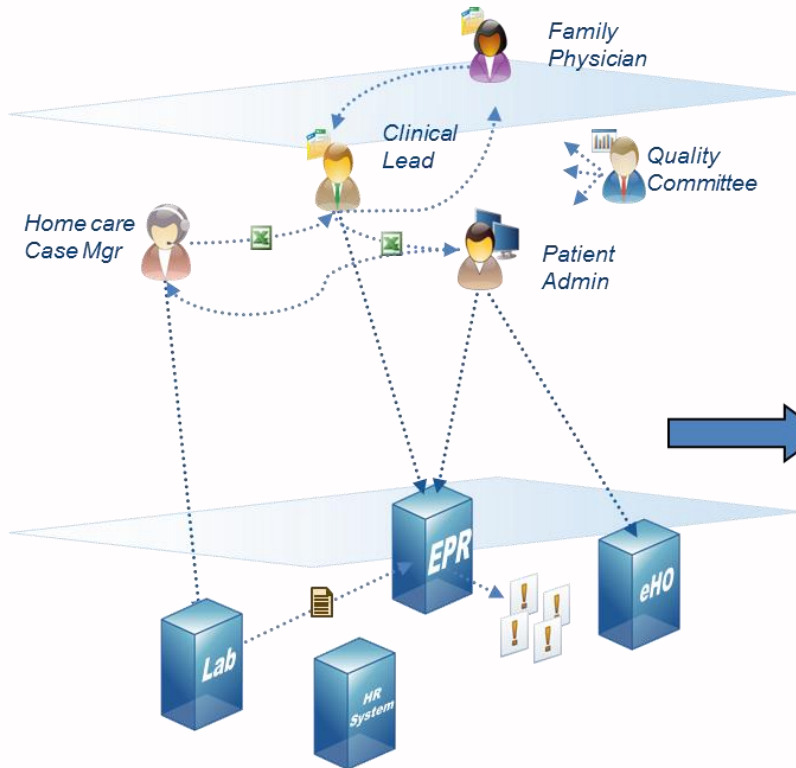 Family
Physician
Clinical
Lead
Quality
Committee
Home care
Case Mgr
Patient
Admin
EPR
eHO
Lab
HR
System